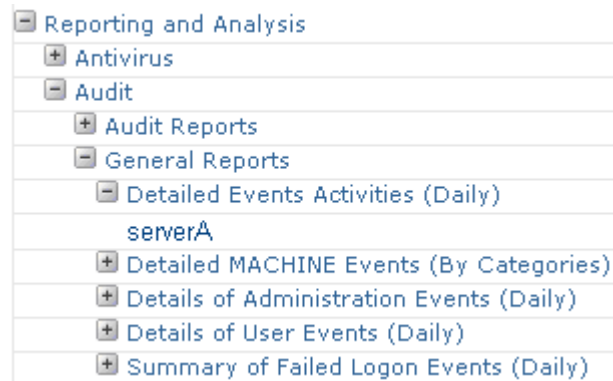 Reporting and Analysis
Antivirus
Audit
Audit Reports
General Reports
Detailed Events Activities (Daily)
serverA
Detailed MACHINE Events (By Categories)
Details of Administration Events (Daily)
Details of User Events (Daily)
Summary of Failed Logon Events (Daily)